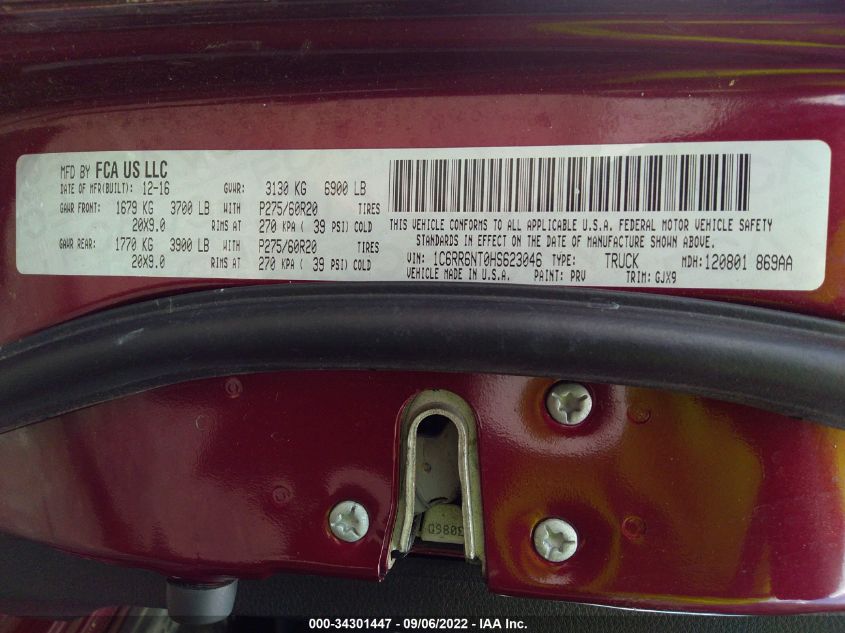 MFD BY FCA US LLC
DATE OF MFR(BUILT): 12-16 GVWR: 3130 KG 6900 LB
GAWR FRONT: 1679 KG 3700 LB WITH P275/60R20 TIRES
20X9.0 RIMS AT 270 KPA ( 39 PSI) COLD
GAWR REAR: 1770 KG 3900 LB WITH P275/60R20 TIRES
20X9.0 RIMS AT 270 KPA ( 39 PSI) COLD
THIS VEHICLE CONFORMS TO ALL APPLICABLE U.S.A. FEDERAL MOTOR VEHICLE SAFETY
STANDARDS IN EFFECT ON THE DATE OF MANUFACTURE SHOWN ABOVE.
VIN: 1C6RR6NT0HS623046 TYPE: TRUCK MDH: 120801 869AA
VEHICLE MADE IN U.S.A. PAINT: PRV TRIM: GJX9
000-34301447 - 09/06/2022 - IAA Inc.